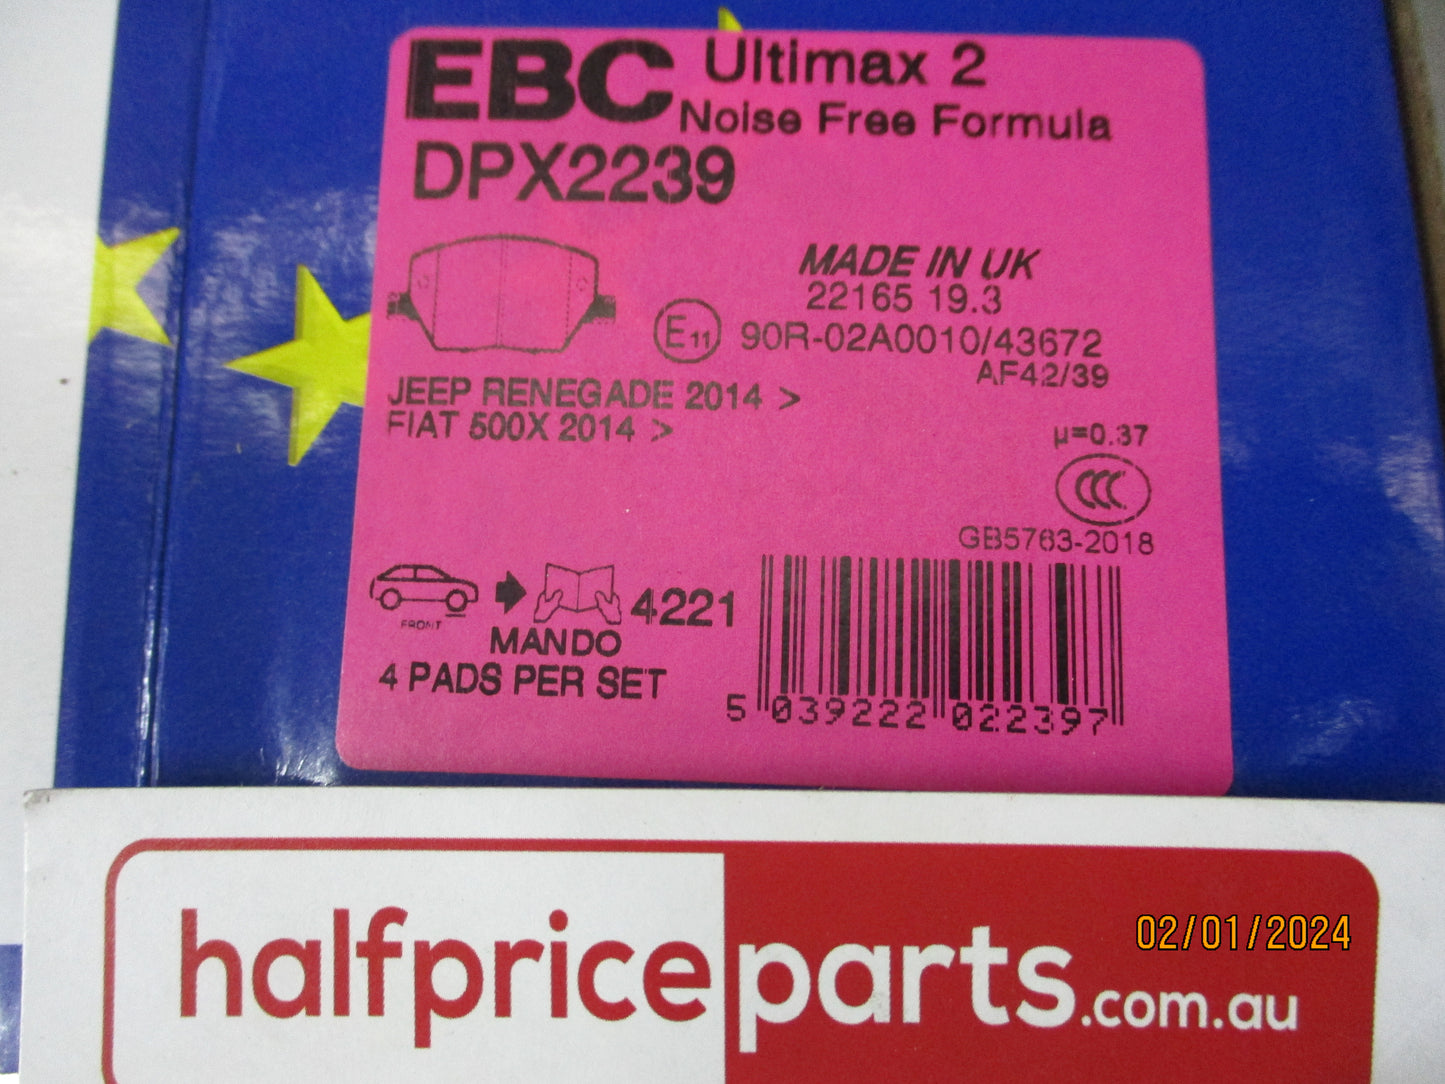 EBC Ultimax 2
Noise Free Formula
DPX2239
MADE IN UK
22165 19.3
E11 90R-02A0010/43672
AF42/39
JEEP RENEGADE 2014 >
FIAT 500X 2014 >
µ=0.37
CCC
GB5763-2018
FRONT
4221
MANDO
4 PADS PER SET
5 039222 022397
02/01/2024
halfpriceparts.com.au